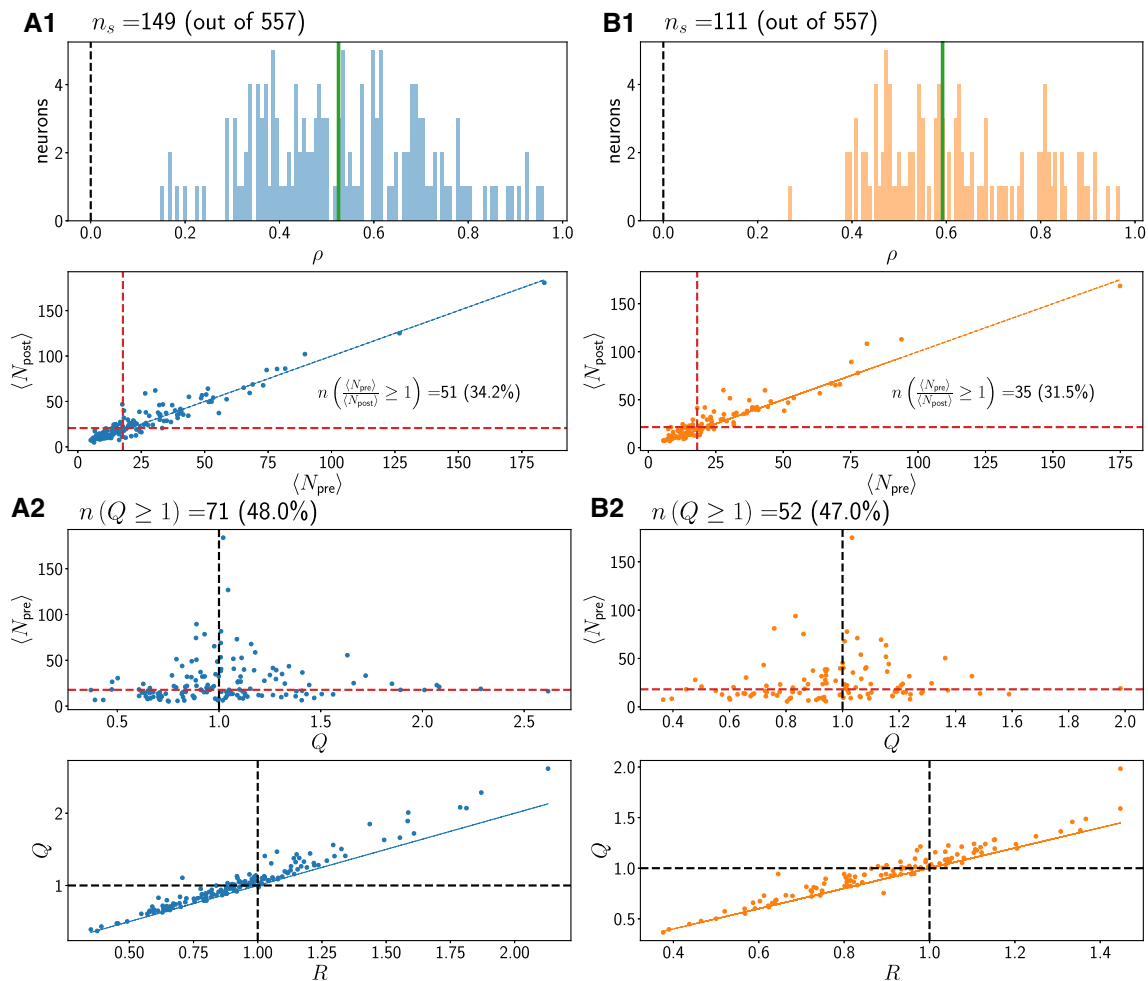 A1 n_s =149 (out of 557)
neurons
4
2
0
0.0 0.2 0.4 0.6 0.8 1.0
ρ
⟨N_post⟩
150
100
50
0
n (⟨N_pre⟩/⟨N_post⟩ ≥ 1) =51 (34.2%)
0 25 50 75 100 125 150 175
⟨N_pre⟩
B1 n_s =111 (out of 557)
neurons
4
2
0
0.0 0.2 0.4 0.6 0.8 1.0
ρ
⟨N_post⟩
150
100
50
0
n (⟨N_pre⟩/⟨N_post⟩ ≥ 1) =35 (31.5%)
0 25 50 75 100 125 150 175
⟨N_pre⟩
A2 n (Q ≥ 1) =71 (48.0%)
⟨N_pre⟩
150
100
50
0
0.5 1.0 1.5 2.0 2.5
Q
Q
2
1
0.50 0.75 1.00 1.25 1.50 1.75 2.00
R
B2 n (Q ≥ 1) =52 (47.0%)
⟨N_pre⟩
150
100
50
0
0.4 0.6 0.8 1.0 1.2 1.4 1.6 1.8 2.0
Q
Q
2.0
1.5
1.0
0.5
0.4 0.6 0.8 1.0 1.2 1.4
R